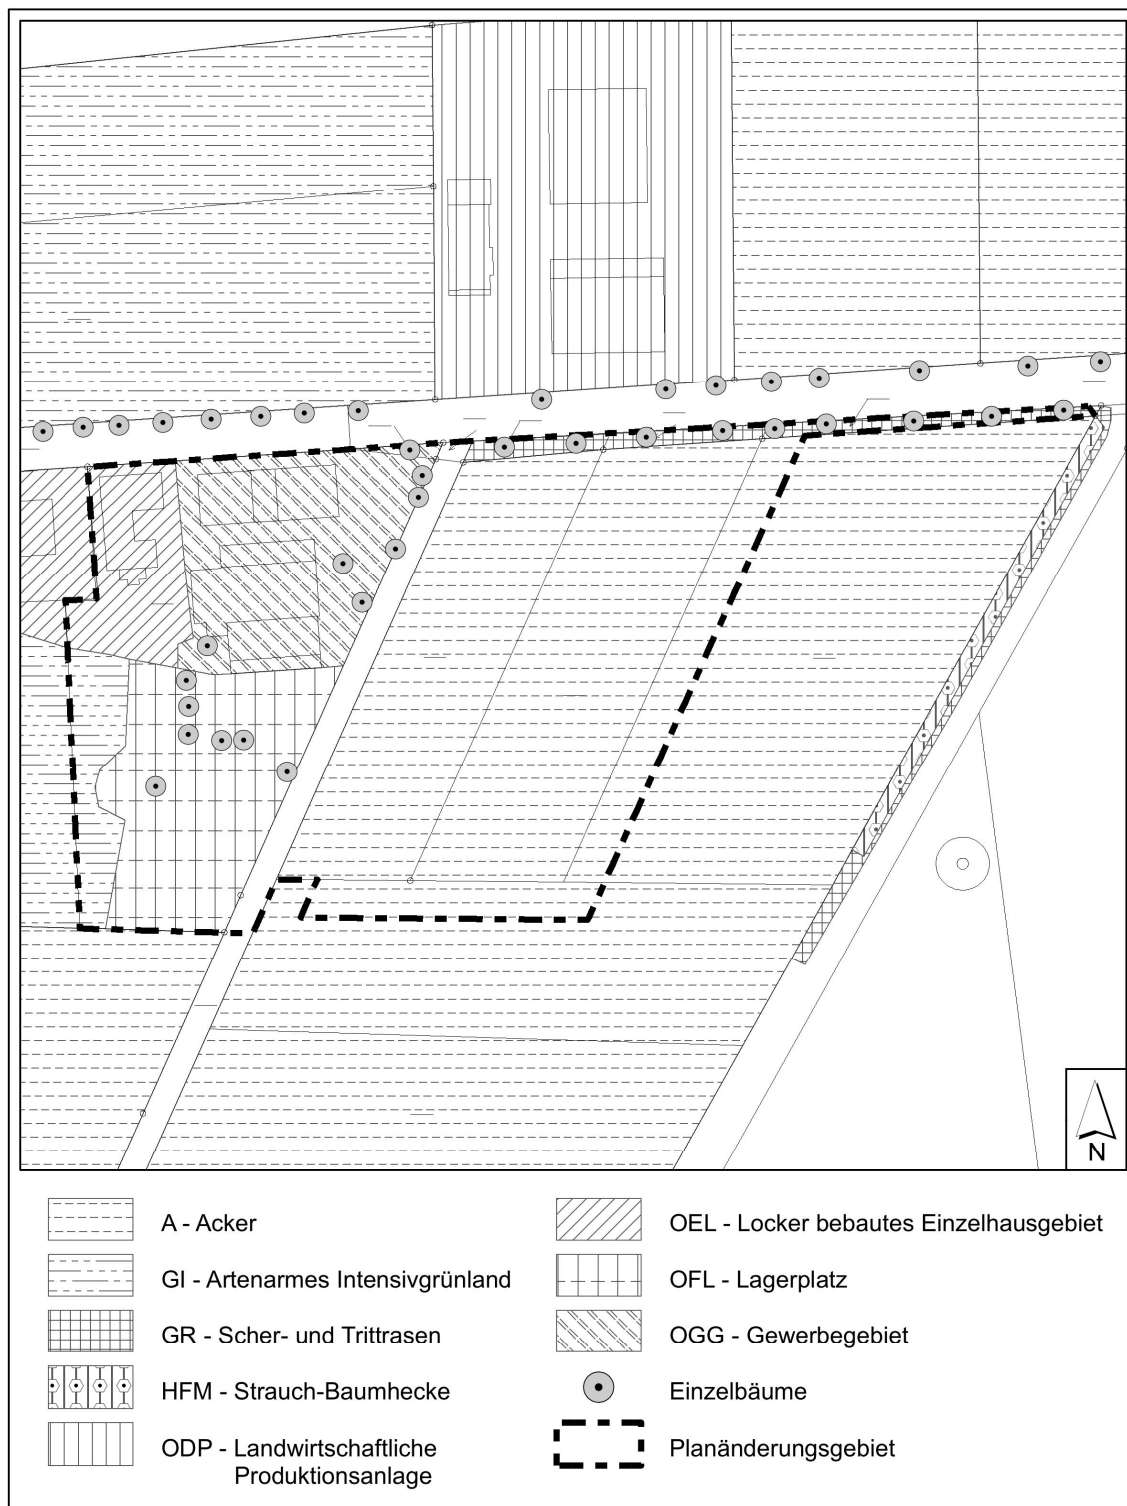 N
A - Acker
GI - Artenarmes Intensivgrünland
GR - Scher- und Trittrasen
HFM - Strauch-Baumhecke
ODP - Landwirtschaftliche
Produktionsanlage
OEL - Locker bebautes Einzelhausgebiet
OFL - Lagerplatz
OGG - Gewerbegebiet
Einzelbäume
Planänderungsgebiet